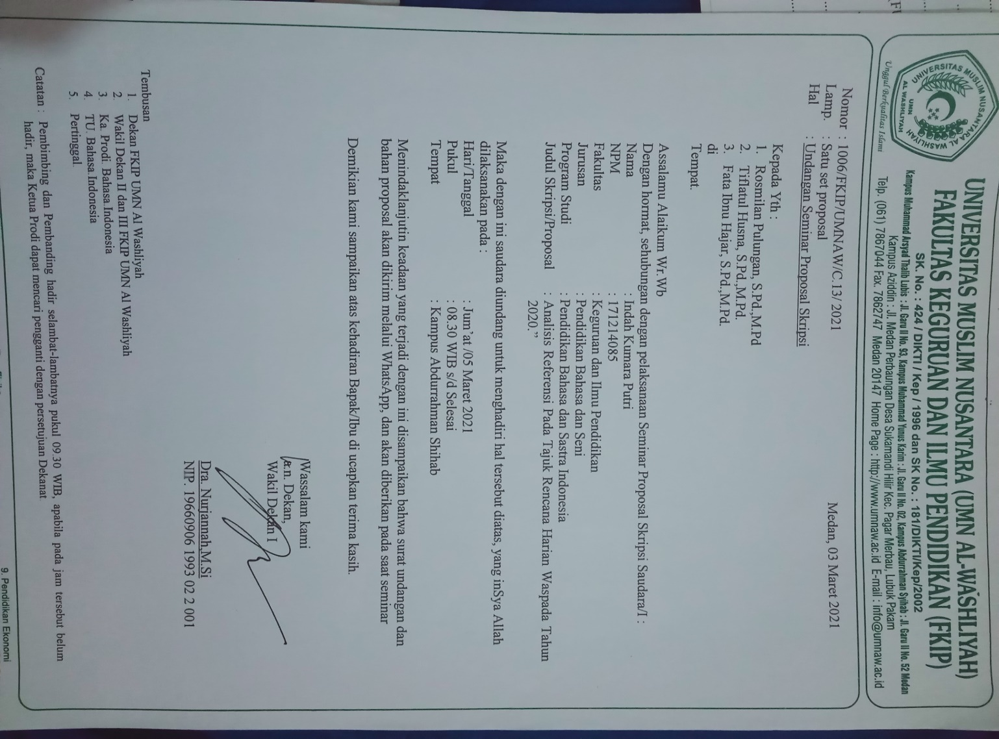 UNIVERSITAS MUSLIM NUSANTARA AL WASHLIYAH
UMN
AL WASHLIYAH
Unggul Berkualitas Islami
UNIVERSITAS MUSLIM NUSANTARA (UMN AL-WASHLIYAH)
FAKULTAS KEGURUAN DAN ILMU PENDIDIKAN (FKIP)
SK. No. : 424 / DIKTI / Kep / 1996 dan SK No. : 181/DIKTI/Kep/2002
Kampus Muhammad Arsyad Thalib Lubis : Jl. Garu II No. 93, Kampus Muhammad Yunus Karim : Jl. Garu II No. 02, Kampus Abdurrahman Syihab : Jl. Garu II No. 52 Medan
Kampus Aziddin : Jl. Medan Perbaungan Desa Sukamandi Hilir Kec. Pagar Merbau, Lubuk Pakam
Telp. (061) 7867044 Fax. 7862747 Medan 20147 Home Page : http://www.umnaw.ac.id E-mail : info@umnaw.ac.id
Nomor : 1006/FKIP/UMNAW/C.13/ 2021 Medan, 03 Maret 2021
Lamp. : Satu set proposal
Hal : Undangan Seminar Proposal Skripsi
Kepada Yth :
1. Rosmilan Pulungan, S.Pd.,M.Pd
2. Tiflatul Husna, S.Pd.,M.Pd.
3. Fata Ibnu Hajar, S.Pd.,M.Pd.
di
Tempat.
Assalamu Alaikum Wr.Wb
Dengan hormat, sehubungan dengan pelaksanaan Seminar Proposal Skripsi Saudara/I :
Nama : Indah Kumara Putri
NPM : 171214085
Fakultas : Keguruan dan Ilmu Pendidikan
Jurusan : Pendidikan Bahasa dan Seni
Program Studi : Pendidikan Bahasa dan Sastra Indonesia
Judul Skripsi/Proposal : Analisis Referensi Pada Tajuk Rencana Harian Waspada Tahun
2020.”
Maka dengan ini saudara diundang untuk menghadiri hal tersebut diatas, yang inSya Allah
dilaksanakan pada :
Hari/Tanggal : Jum’at /05 Maret 2021
Pukul : 08.30 WIB s/d Selesai
Tempat : Kampus Abdurrahman Shihab
Menindaklanjutin keadaan yang terjadi dengan ini disampaikan bahwa surat undangan dan
bahan proposal akan dikirim melalui WhatsApp, dan akan diberikan pada saat seminar
Demikian kami sampaikan atas kehadiran Bapak/Ibu di ucapkan terima kasih.
Wassalam kami
a.n. Dekan,
Wakil Dekan I
Dra. Nurjannah,M.Si
NIP. 19660906 1993 02 2 001
Tembusan
1. Dekan FKIP UMN Al Washliyah
2. Wakil Dekan II dan III FKIP UMN Al Washliyah
3. Ka. Prodi. Bahasa.Indonesia
4. TU. Bahasa.Indonesia
5. Pertinggal.
Catatan : Pembimbing dan Pembanding hadir selambat-lambatnya pukul 09.30 WIB, apabila pada jam tersebut belum
hadir, maka Ketua Prodi dapat mencari pengganti dengan persetujuan Dekanat
9. Pendidikan Ekonomi